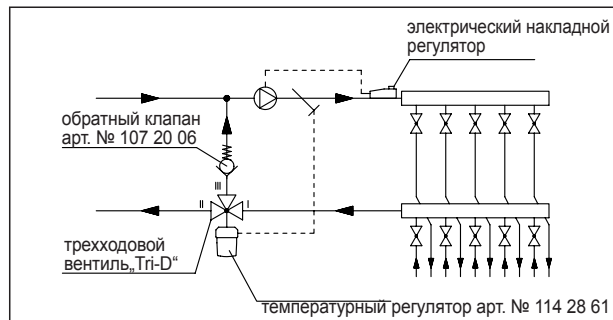 электрический накладной
регулятор
обратный клапан
арт. № 107 20 06
III
II
I
трехходовой
вентиль„Tri-D“
температурный регулятор арт. № 114 28 61